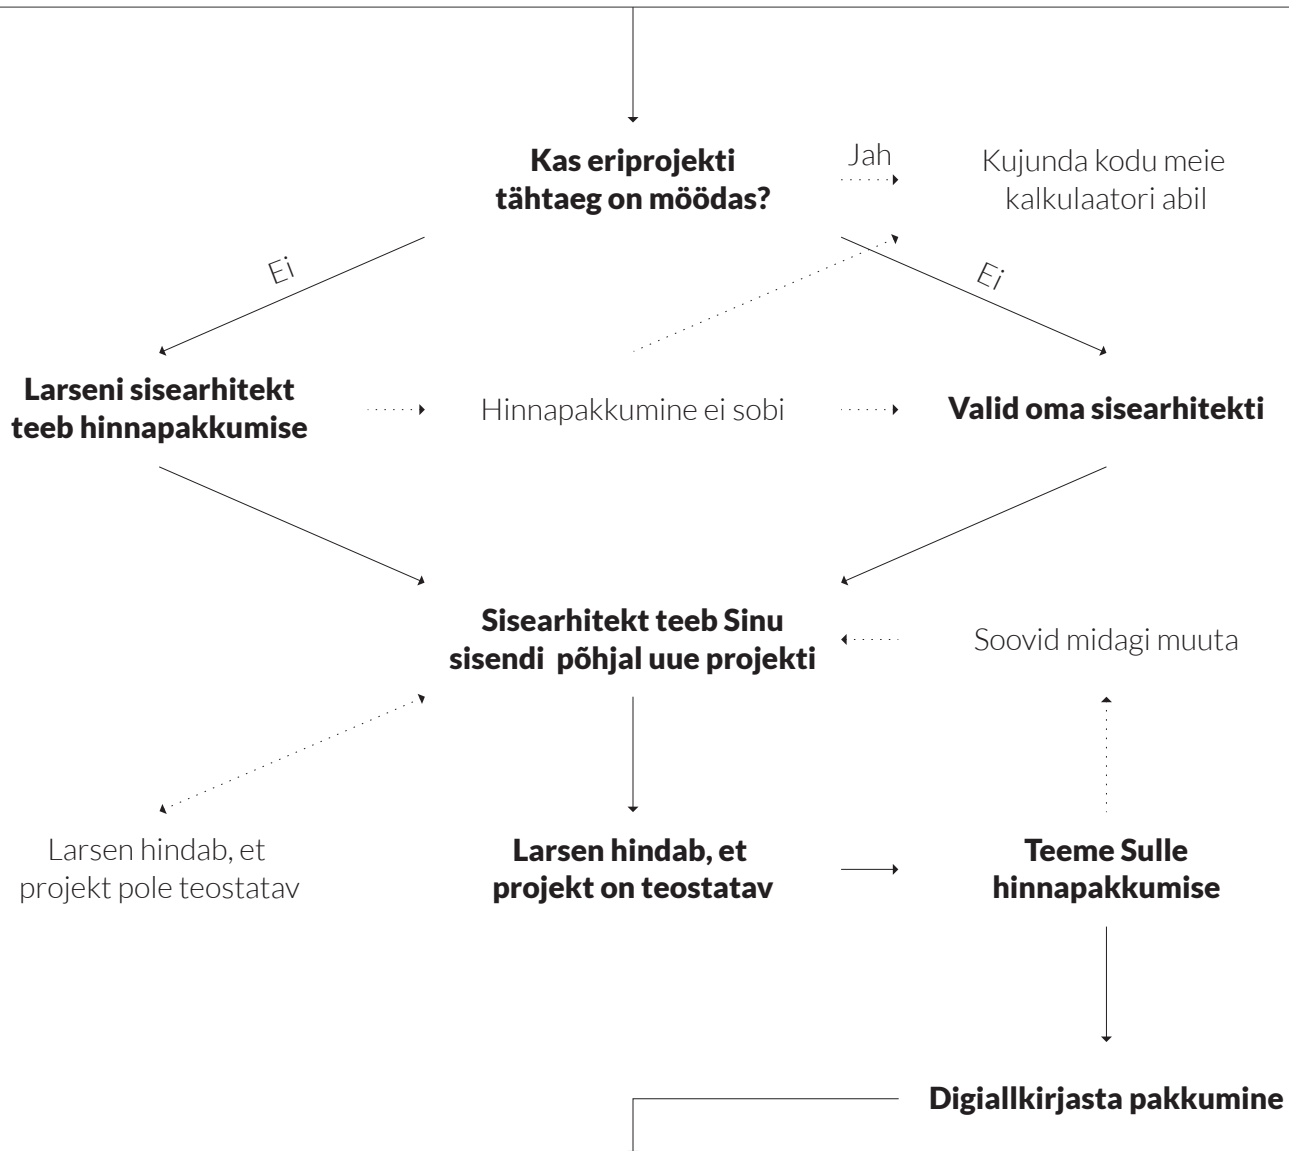 Kas eriprojekti
tähtaeg on möödas?
Jah
Kujunda kodu meie
kalkulaatori abil
Ei
Ei
Larseni sisearhitekt
teeb hinnapakkumise
Hinnapakkumine ei sobi
Valid oma sisearhitekti
Sisearhitekt teeb Sinu
sisendi põhjal uue projekti
Soovid midagi muuta
Larsen hindab, et
projekt pole teostatav
Larsen hindab, et
projekt on teostatav
Teeme Sulle
hinnapakkumise
Digiallkirjasta pakkumine